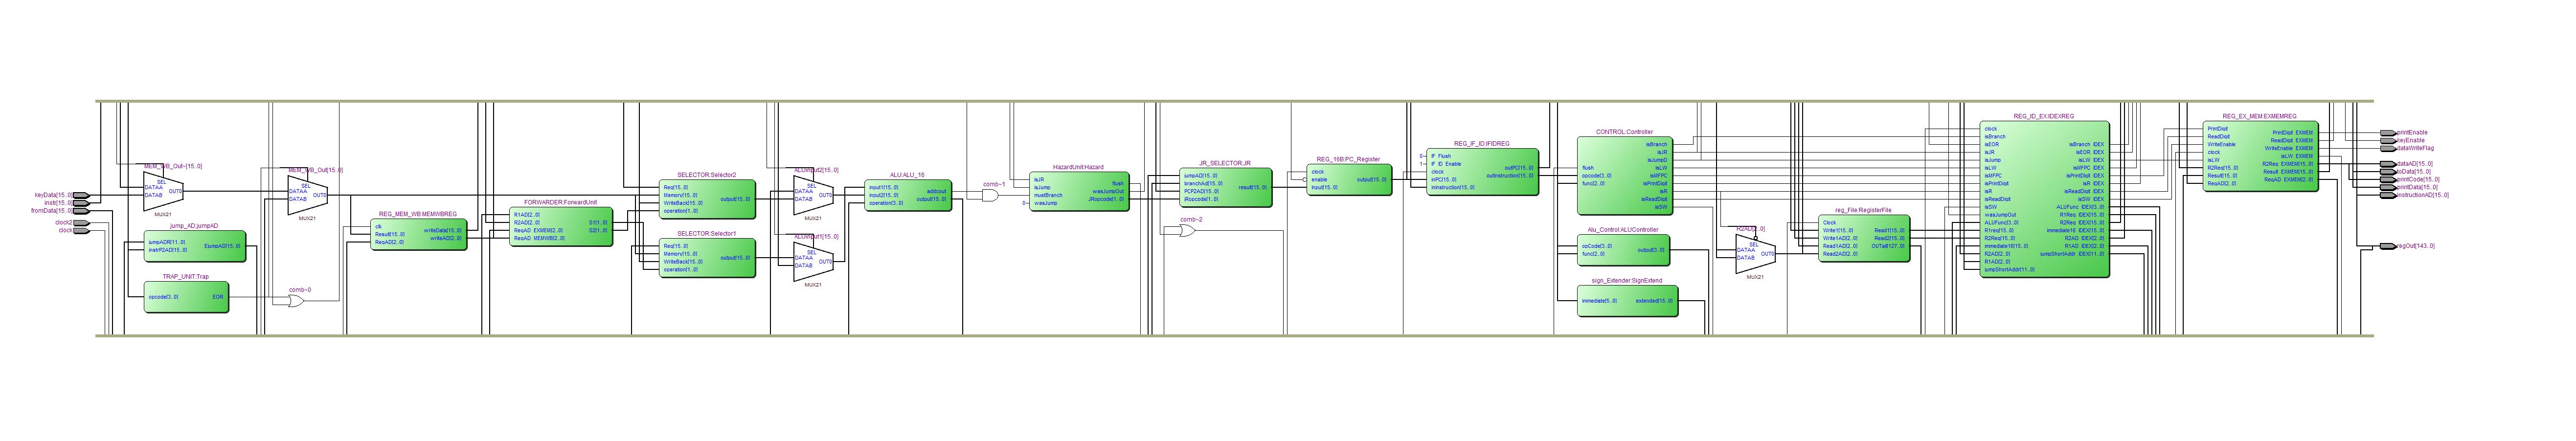 keyData[15..0]
instr[15..0]
fromData[15..0]
clock2
clock
MEM_WB_Out~[15..0]
SEL
DATAA
OUT0
DATAB
MUX21
jump_AD:jumpAD
jumpADR[11..0]
instrP2AD[15..0]
EjumpAD[15..0]
TRAP_UNIT:Trap
opcode[3..0]
EOR
comb~0
MEM_WB_Out[15..0]
SEL
DATAA
OUT0
DATAB
MUX21
REG_MEM_WB:MEMWBREG
clk
Result[15..0]
ReqAD[2..0]
writeData[15..0]
writeAD[2..0]
FORWARDER:ForwardUnit
R1AD[2..0]
R2AD[2..0]
ReqAD_EXMEM[2..0]
ReqAD_MEMWB[2..0]
S1[1..0]
S2[1..0]
SELECTOR:Selector2
Req[15..0]
Memory[15..0]
WriteBack[15..0]
operation[1..0]
output[15..0]
SELECTOR:Selector1
Req[15..0]
Memory[15..0]
WriteBack[15..0]
operation[1..0]
output[15..0]
ALUinput2[15..0]
SEL
DATAA
OUT0
DATAB
MUX21
ALUinput1[15..0]
SEL
DATAA
OUT0
DATAB
MUX21
ALU:ALU_16
input1[15..0]
input2[15..0]
operation[3..0]
addcout
output[15..0]
comb~1
HazardUnit:Hazard
isJR
isJump
mustBranch
wasJump
0
flush
wasJumpOut
JRopcode[1..0]
JR_SELECTOR:JR
jumpAD[15..0]
branchAd[15..0]
PCP2AD[15..0]
JRopcode[1..0]
result[15..0]
comb~2
REG_16B:PC_Register
clock
enable
input[15..0]
output[15..0]
REG_IF_ID:IFIDREG
0
1
IF_Flush
IF_ID_Enable
clock
inPC[15..0]
inInstruction[15..0]
outPC[15..0]
outInstruction[15..0]
CONTROL:Controller
flush
opcode[3..0]
func[2..0]
isBranch
isJR
isJumpD
isLW
isMFPC
isPrintDigit
isR
isReadDigit
isSW
Alu_Control:ALUController
opCode[3..0]
func[2..0]
output[3..0]
sign_Extender:SignExtend
immediate[5..0]
extended[15..0]
R2AD[2..0]
SEL
DATAA
OUT0
DATAB
MUX21
reg_File:RegisterFile
Clock
Write1[15..0]
Write1AD[2..0]
Read1AD[2..0]
Read2AD[2..0]
Read1[15..0]
Read2[15..0]
OUTall[127..0]
REG_ID_EX:IDEXREG
clock
isBranch
isEOR
isJR
isJump
isLW
isMFPC
isPrintDigit
isR
isReadDigit
isSW
wasJumpOut
ALUFunc[3..0]
R1req[15..0]
R2Req[15..0]
immediate16[15..0]
R2AD[2..0]
R1AD[2..0]
jumpShortAddr[11..0]
isBranch_IDEX
isEOR_IDEX
isJR_IDEX
isLW_IDEX
isMFPC_IDEX
isPrintDigit_IDEX
isR_IDEX
isReadDigit_IDEX
isSW_IDEX
ALUFunc_IDEX[3..0]
R1Req_IDEX[15..0]
R2Req_IDEX[15..0]
immediate16_IDEX[15..0]
R2AD_IDEX[2..0]
R1AD_IDEX[2..0]
jumpShortAddr_IDEX[11..0]
REG_EX_MEM:EXMEMREG
PrintDigit
ReadDigit
WriteEnable
clock
isLW
R2Req[15..0]
Result[15..0]
ReqAD[2..0]
PrintDigit_EXMEM
ReadDigit_EXMEM
WriteEnable_EXMEM
isLW_EXMEM
R2Req_EXMEM[15..0]
Result_EXMEM[15..0]
ReqAD_EXMEM[2..0]
printEnable
keyEnable
dataWriteFlag
dataAD[15..0]
toData[15..0]
printCode[15..0]
printData[15..0]
instructionAD[15..0]
regOut[143..0]